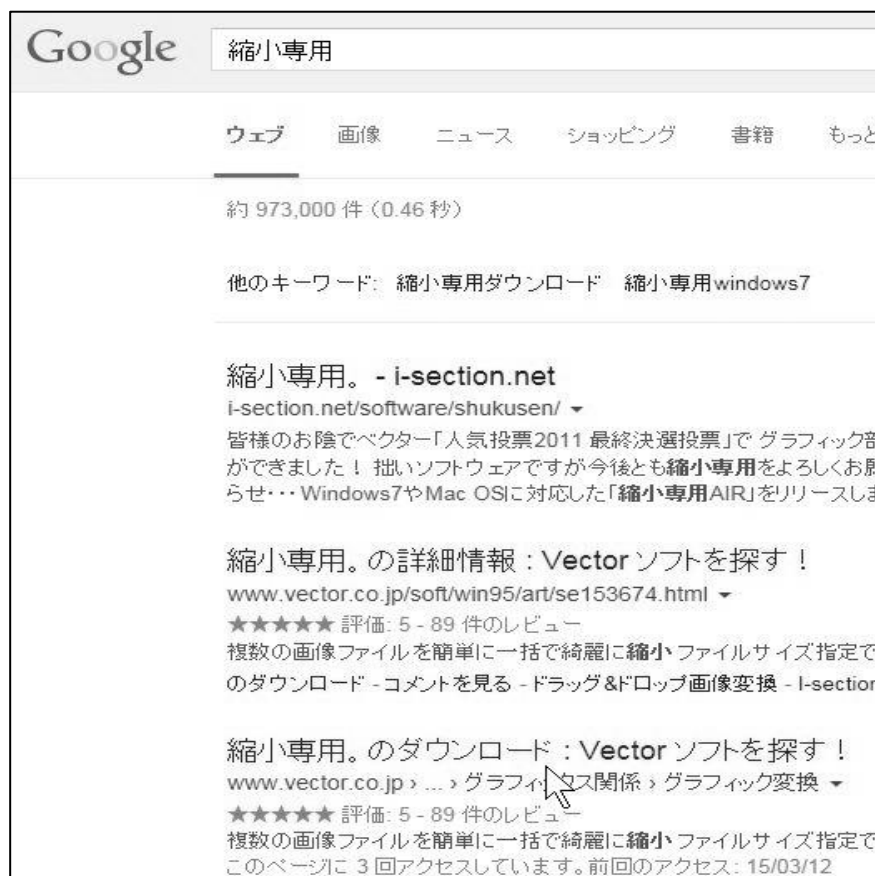 Google 縮小専用
ウェブ 画像 ニュース ショッピング 書籍 もっと
約 973,000 件 (0.46 秒)
他のキーワード: 縮小専用ダウンロード 縮小専用windows7
縮小専用。 - i-section.net
i-section.net/software/shukusen/
皆様のお陰でベクター「人気投票2011 最終決選投票」で グラフィック部
ができました! 拙いソフトウェアですが今後とも縮小専用をよろしくお願
らせ・・・Windows7やMac OSに対応した「縮小専用AIR」をリリースしま
縮小専用。の詳細情報 : Vector ソフトを探す!
www.vector.co.jp/soft/win95/art/se153674.html
★★★★★ 評価: 5 - 89 件のレビュー
複数の画像ファイルを簡単に一括で綺麗に縮小 ファイルサイズ指定で
のダウンロード - コメントを見る - ドラッグ&ドロップ画像変換 - I-section
縮小専用。のダウンロード : Vector ソフトを探す!
www.vector.co.jp › ... › グラフィックス関係 › グラフィック変換
★★★★★ 評価: 5 - 89 件のレビュー
複数の画像ファイルを簡単に一括で綺麗に縮小 ファイルサイズ指定で
このページに 3 回アクセスしています。前回のアクセス: 15/03/12